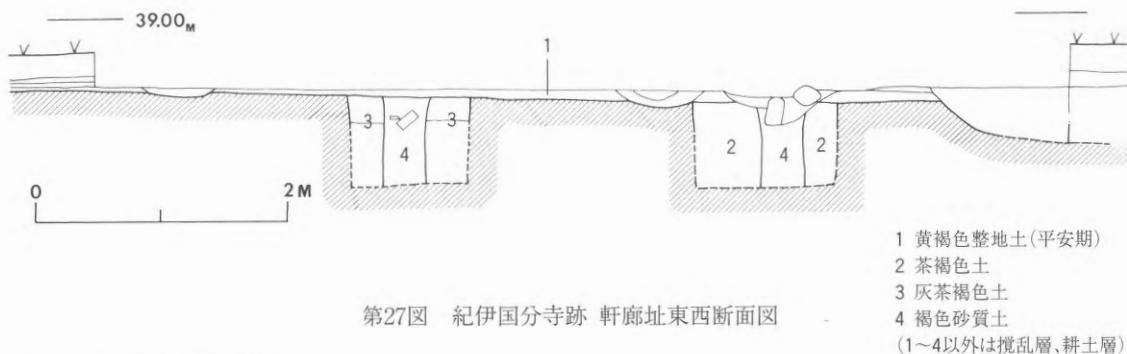 39.00M
1
3
3
4
2
4
2
0
2 M
1 黄褐色整地土(平安期)
2 茶褐色土
3 灰茶褐色土
4 褐色砂質土
(1~4以外は攪乱層、耕土層)
第27図 紀伊国分寺跡 軒廊址東西断面図